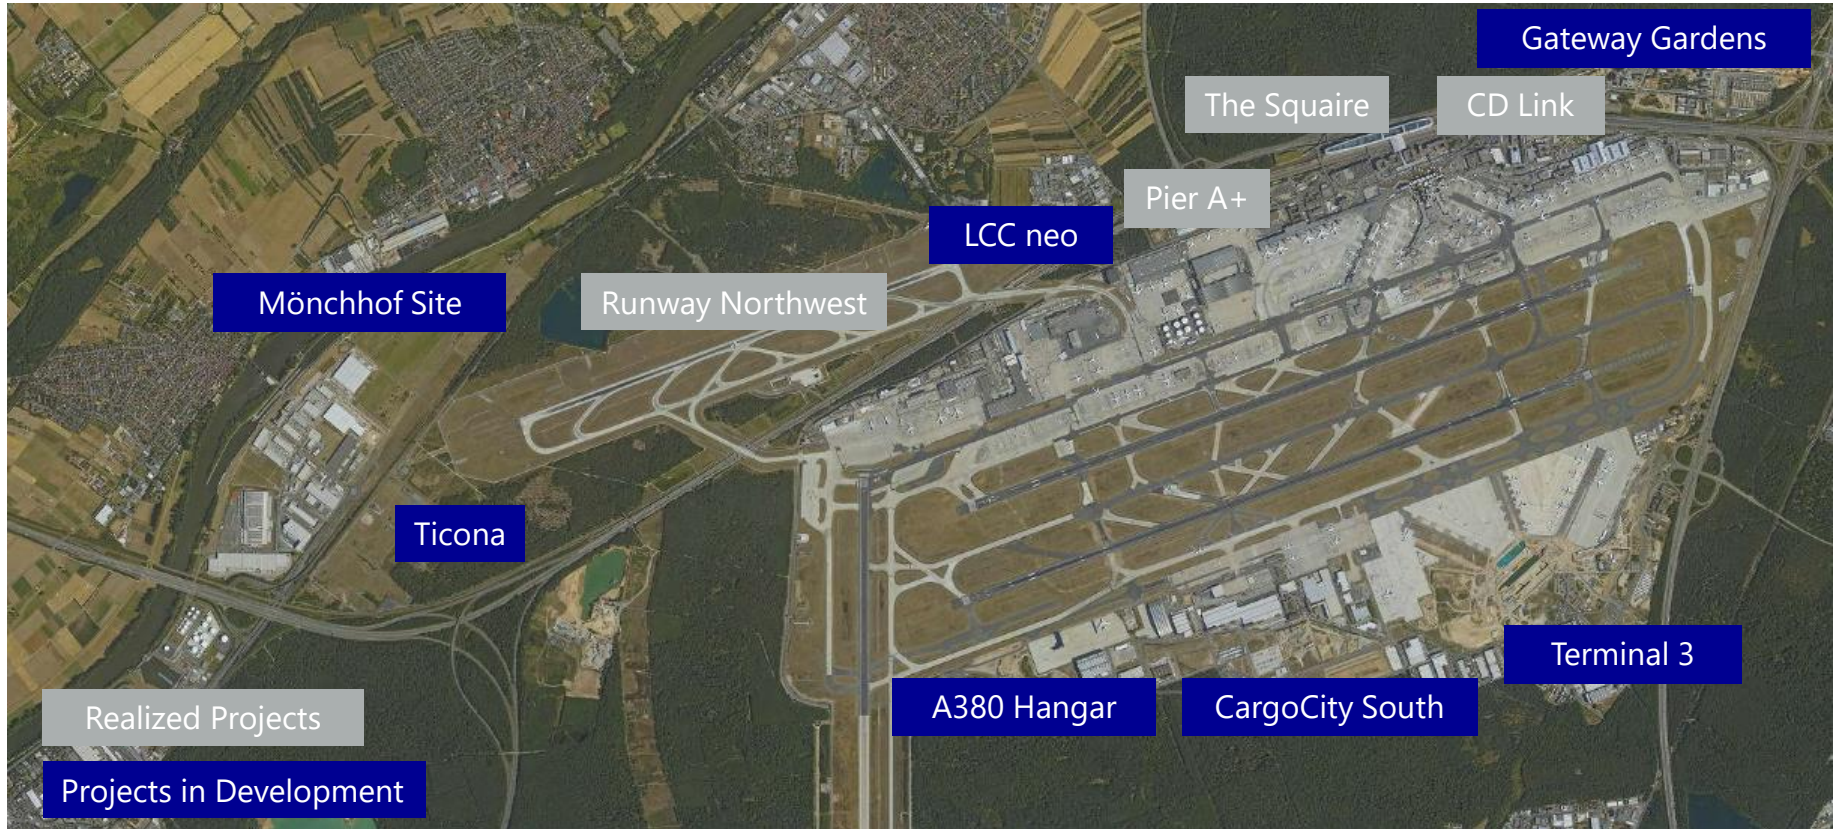 Gateway Gardens
The Squaire
CD Link
Pier A+
LCC neo
Mönchhof Site
Runway Northwest
Ticona
Terminal 3
A380 Hangar
CargoCity South
Realized Projects
Projects in Development